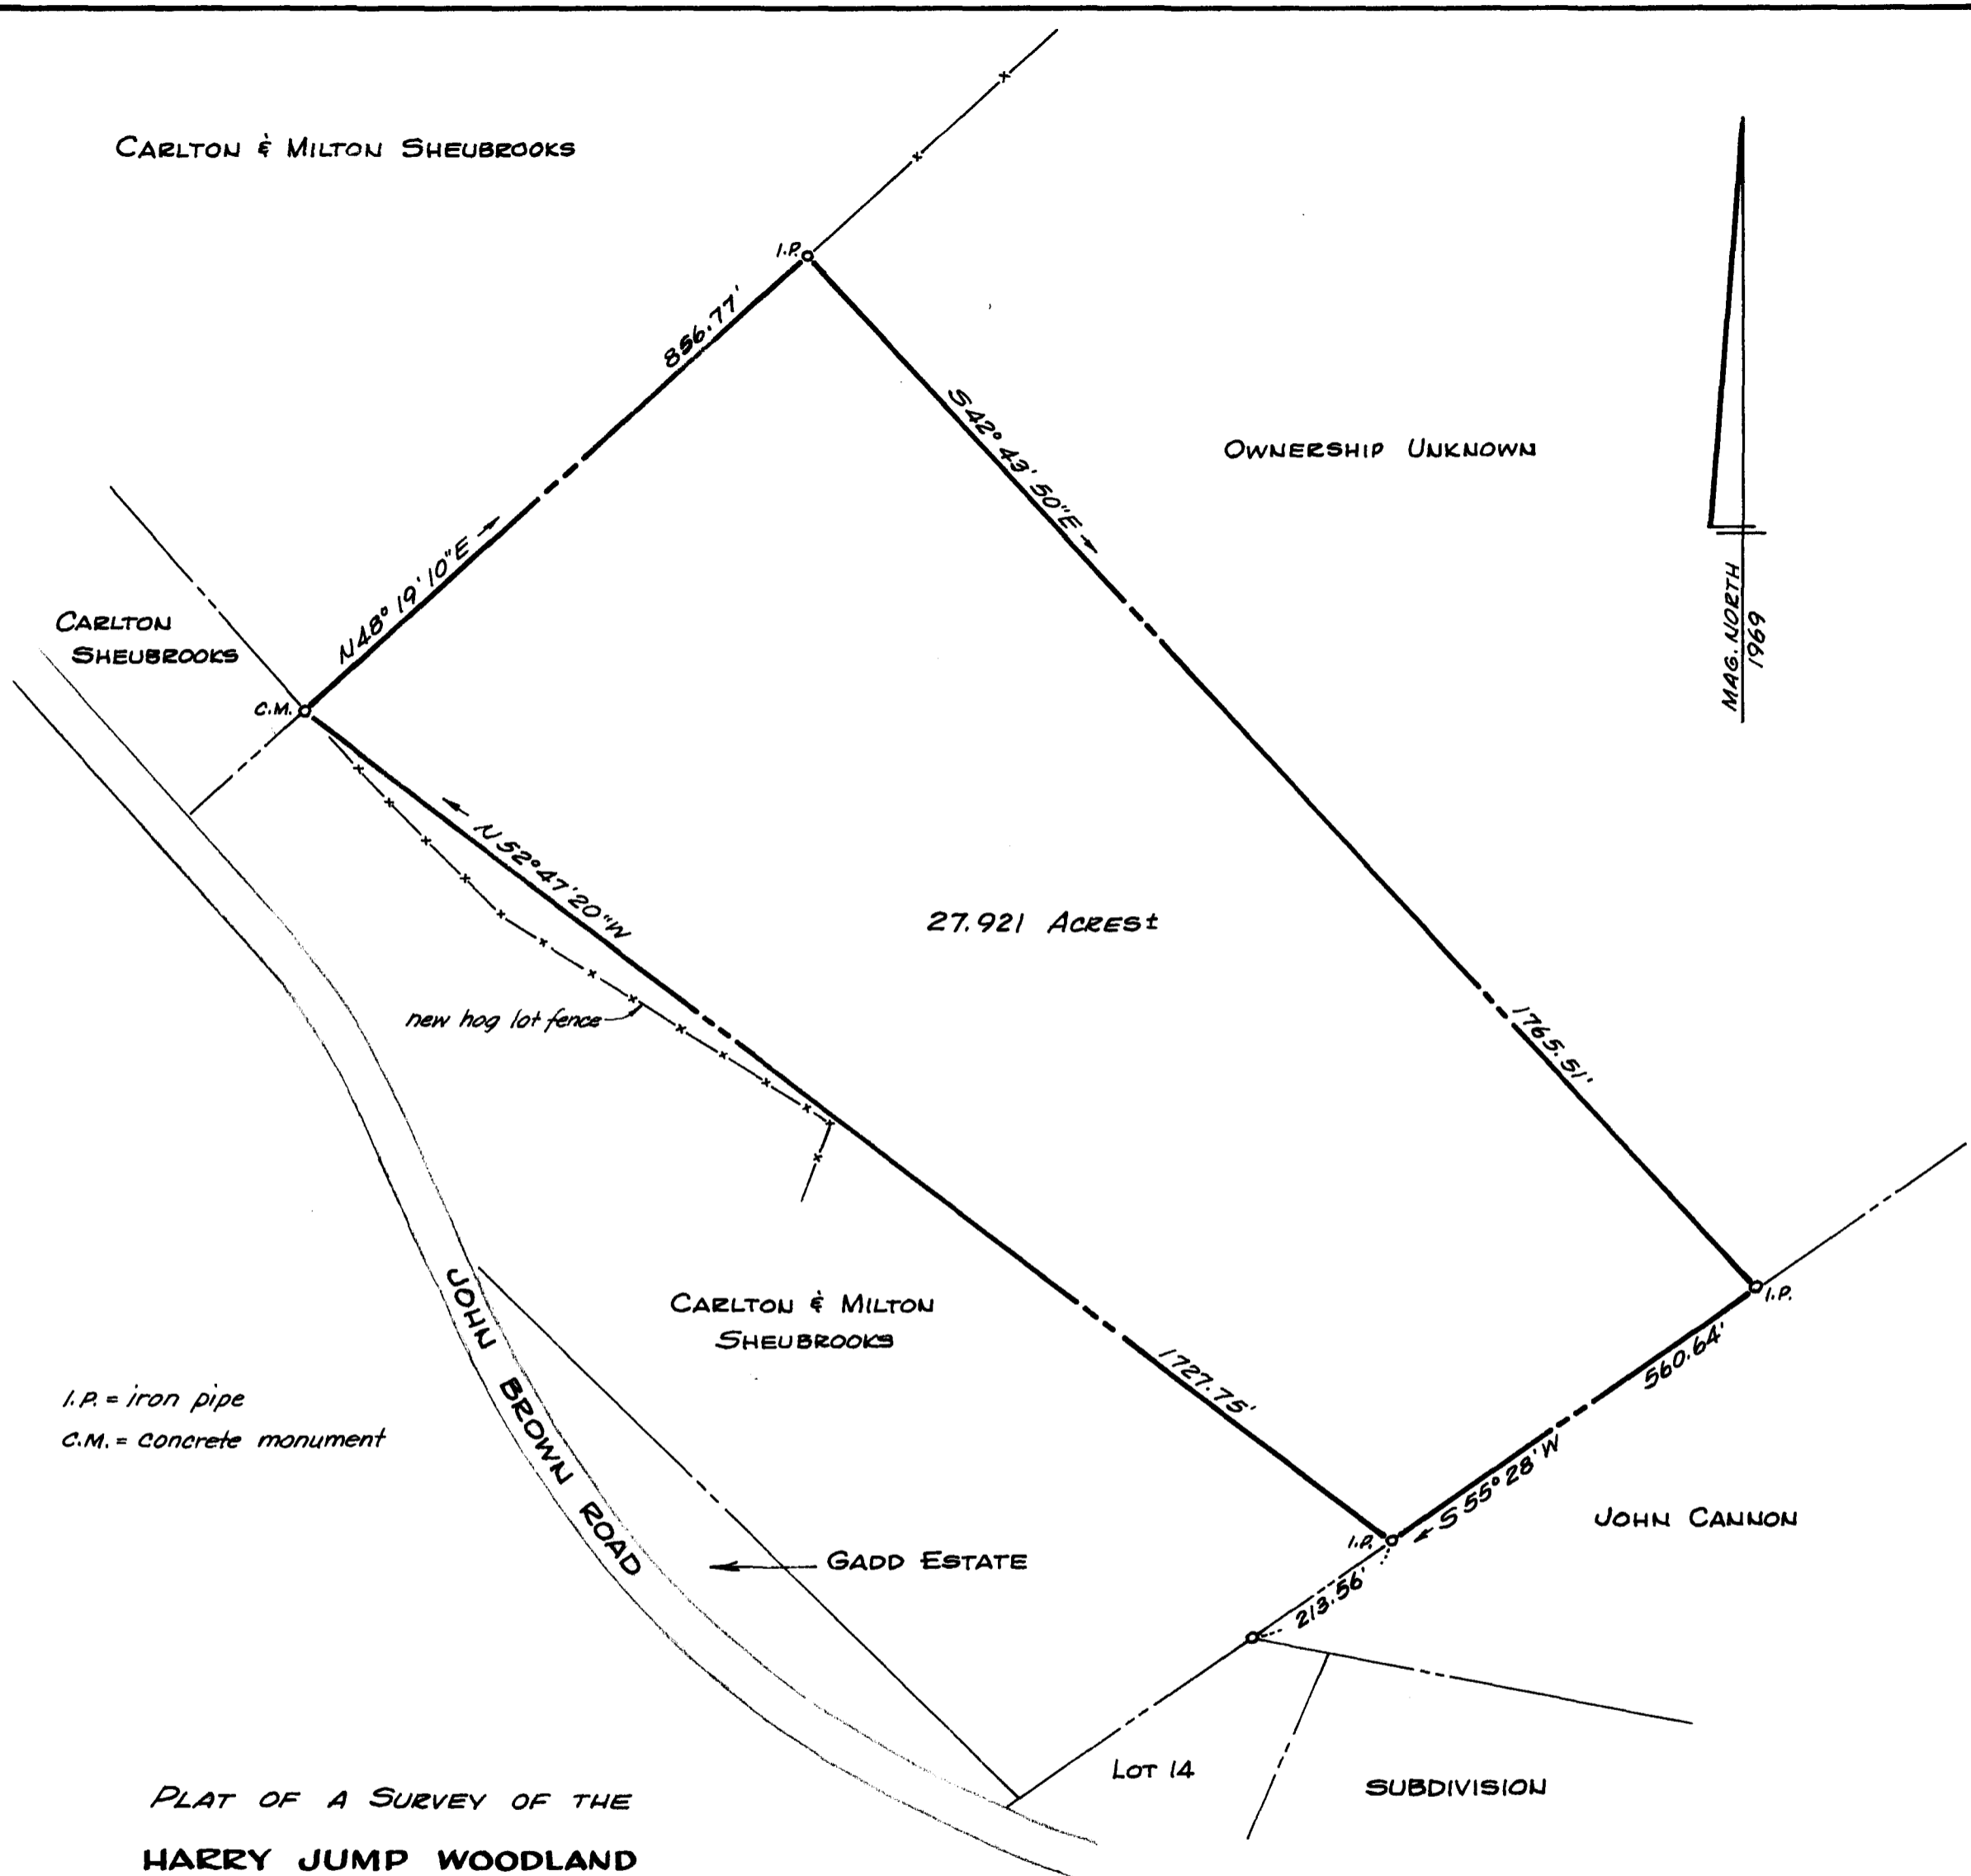 CARLTON & MILTON SHEUBROOKS
I.P.
856.77'
N48° 19' 10"E
S42° 43' 50"E
OWNERSHIP UNKNOWN
MAG. NORTH
1969
CARLTON
SHEUBROOKS
C.M.
N 52° 47' 20"W
27.921 ACRES±
new hog lot fence
1765.51'
I.P.
CARLTON & MILTON
SHEUBROOKS
1727.75'
560.64'
S 55° 28' W
I.P. = iron pipe
C.M. = concrete monument
JOHN BROWN ROAD
GADD ESTATE
I.P.
213.56'
JOHN CANNON
LOT 14
SUBDIVISION
PLAT OF A SURVEY OF THE
HARRY JUMP WOODLAND